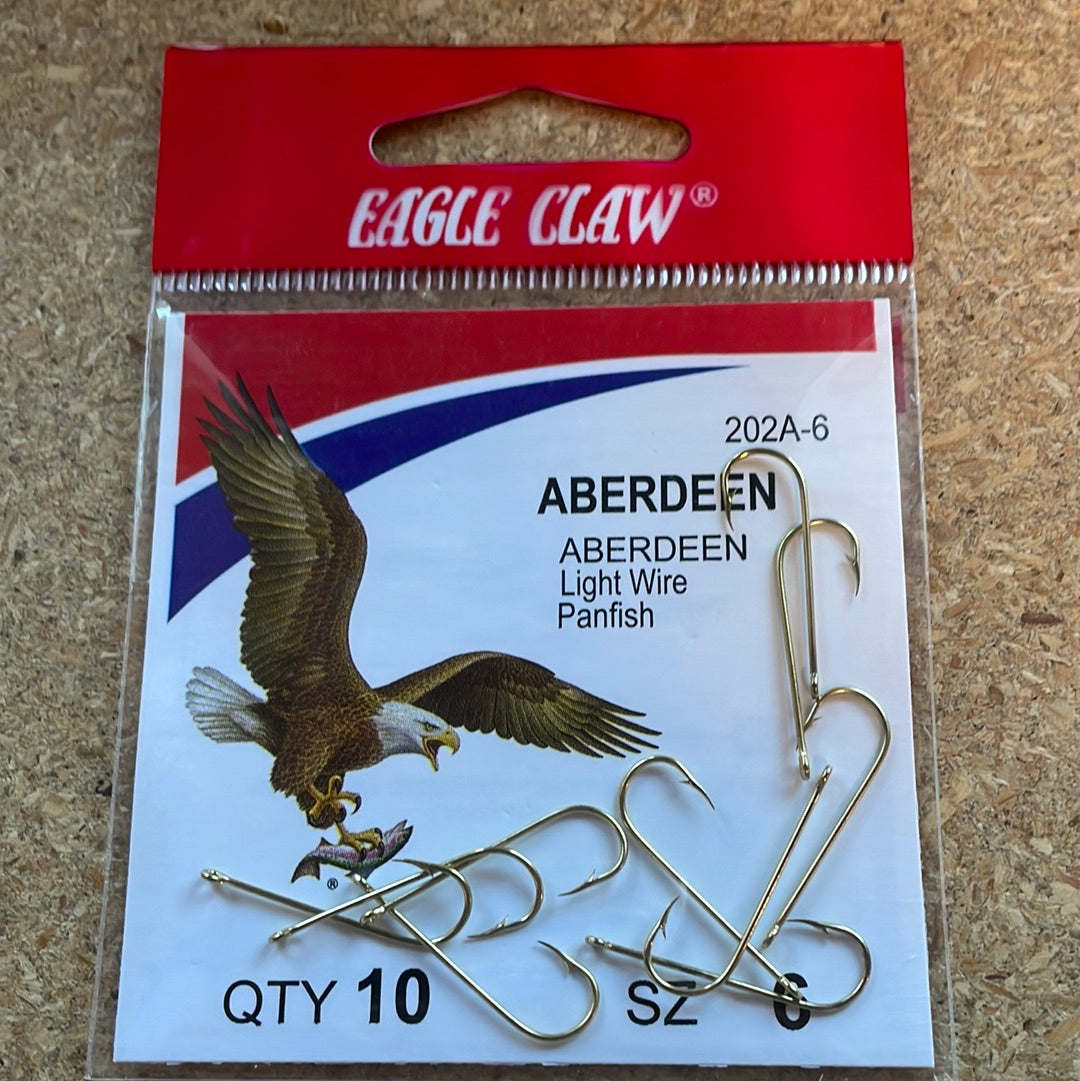 EAGLE CLAW®
202A-6
ABERDEEN
ABERDEEN
Light Wire
Panfish
®
QTY 10 SZ 6